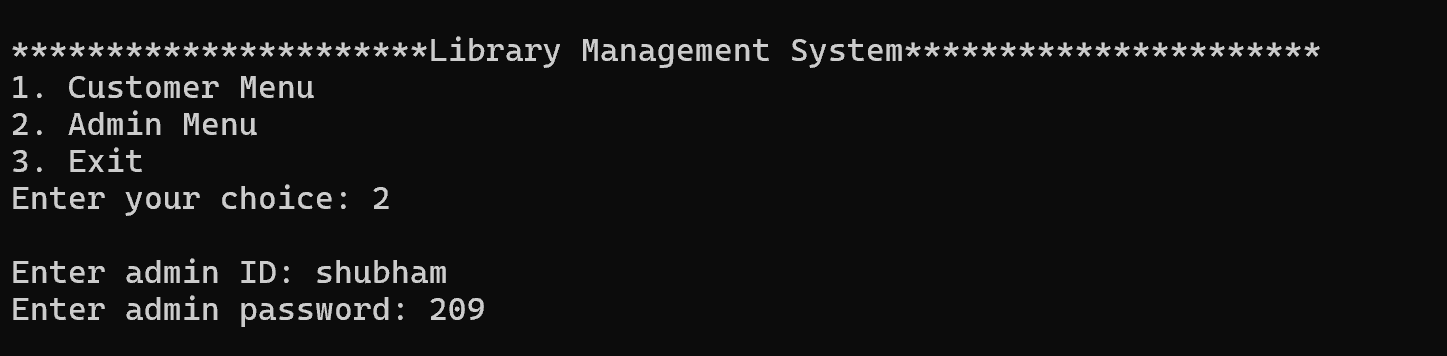 **********************Library Management System**********************
1. Customer Menu
2. Admin Menu
3. Exit
Enter your choice: 2
Enter admin ID: shubham
Enter admin password: 209